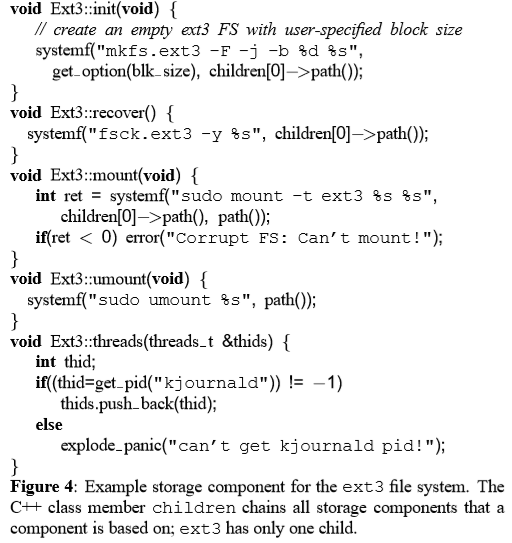 void Ext3::init(void) {
// create an empty ext3 FS with user-specified block size
systemf("mkfs.ext3 -F -j -b %d %s",
get_option(blk_size), children[0]—>path());
}
void Ext3::recover() {
systemf("fsck.ext3 -y %s", children[0]—>path());
}
void Ext3::mount(void) {
int ret = systemf("sudo mount -t ext3 %s %s",
children[0]—>path(), path());
if(ret < 0) error("Corrupt FS: Can't mount!");
}
void Ext3::umount(void) {
systemf("sudo umount %s", path());
}
void Ext3::threads(threads_t &thids) {
int thid;
if((thid=get_pid("kjournald")) != −1)
thids.push_back(thid);
else
explode_panic("can't get kjournald pid!");
}
Figure 4: Example storage component for the ext3 file system. The
C++ class member children chains all storage components that a
component is based on; ext3 has only one child.